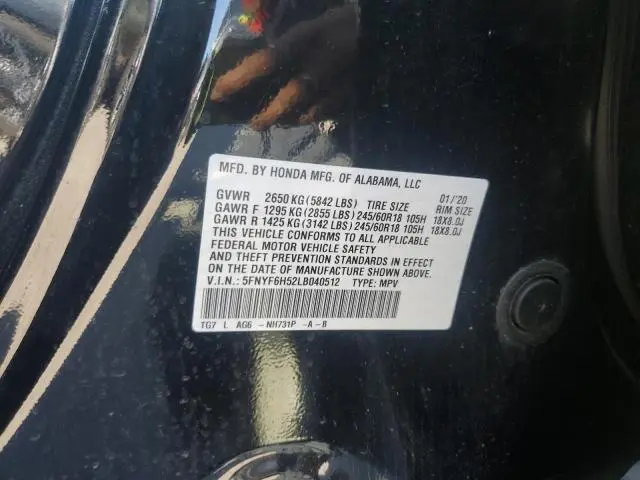 MFD. BY HONDA MFG. OF ALABAMA, LLC
GVWR 2650 KG (5842 LBS) TIRE SIZE 01/'20 RIM SIZE
GAWR F 1295 KG (2855 LBS) 245/60R18 105H 18X8.0J
GAWR R 1425 KG (3142 LBS) 245/60R18 105H 18X8.0J
THIS VEHICLE CONFORMS TO ALL APPLICABLE
FEDERAL MOTOR VEHICLE SAFETY
AND THEFT PREVENTION STANDARDS IN EFFECT
ON THE DATE OF MANUFACTURE SHOWN ABOVE.
V.I.N.: 5FNYF6H52LB040512 TYPE: MPV
TG7 L AG6 -NH731P -A-B